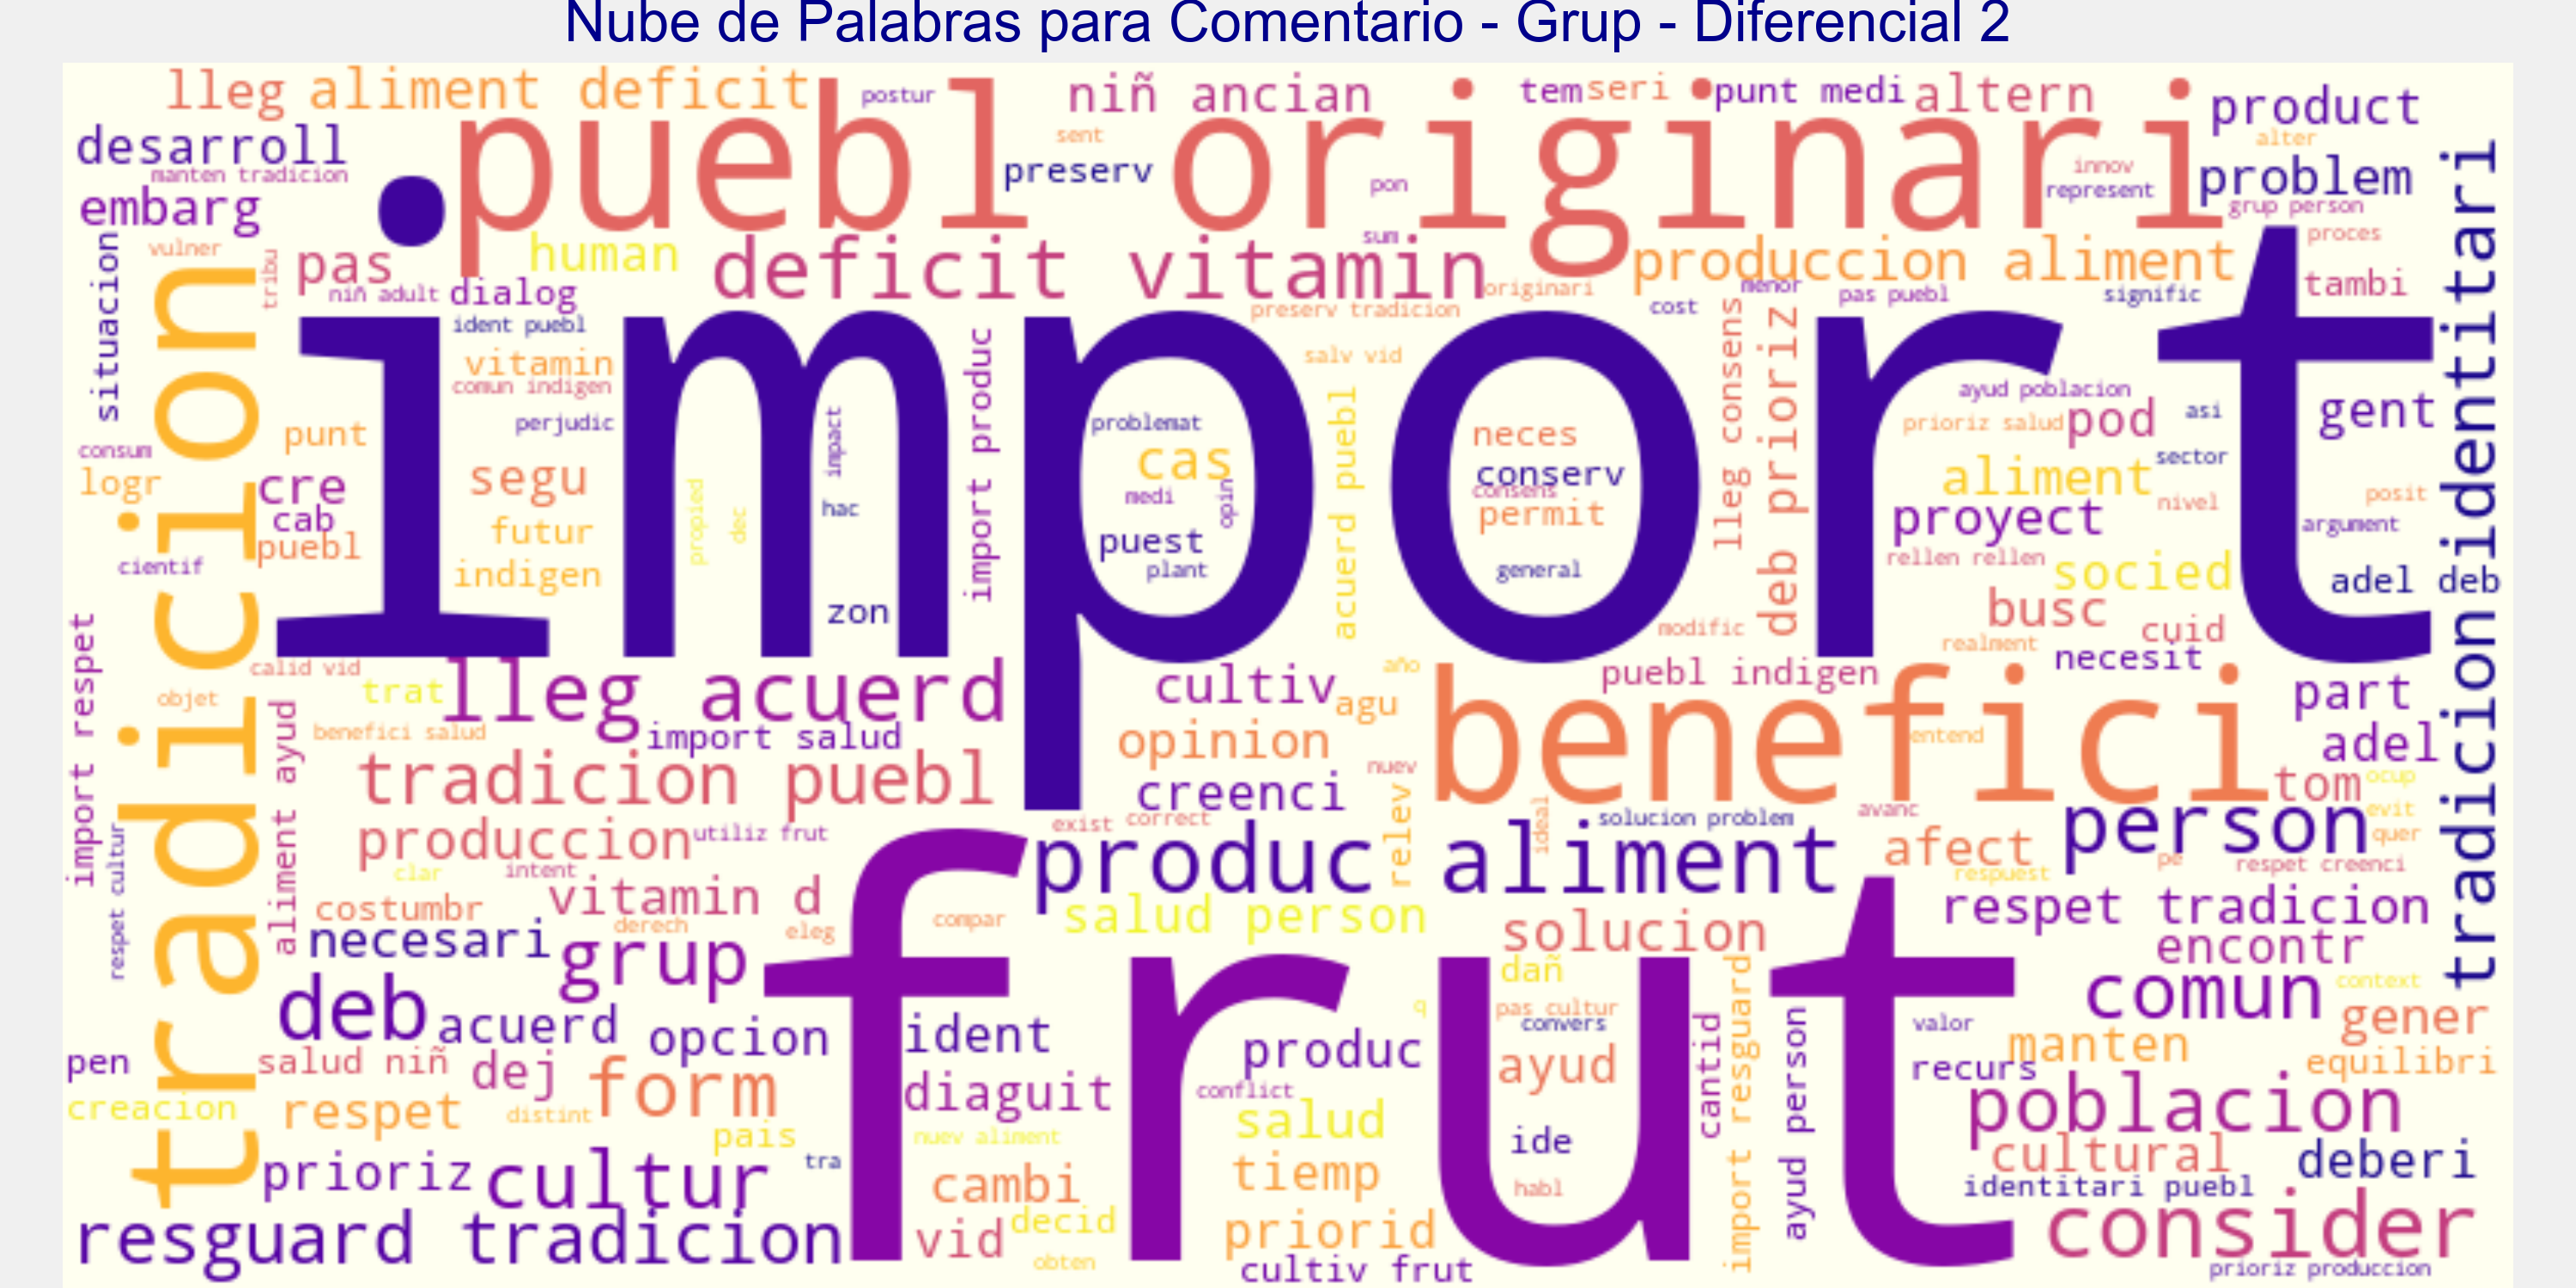 Nube de Palabras para Comentario - Grup - Diferencial 2
lleg
aliment deficit
postur
niñ ancian
tem
seri
punt medi
altern
product
desarroll
puebl originari
sent
alter
manten tradicion
preserv
pon
innov
represent
problem
embarg
grup person
vulner
human
sum
proces
situacion
tribu
pas
deficit vitamin
produccion aliment
tradicion identitari
niñ adult
dialog
originari
menor
pas puebl
signific
tambi
ident puebl
preserv tradicion
cost
import
vitamin
import produc
salv vid
lleg consens
deb prioriz
comun indigen
acuerd puebl
ayud poblacion
tradicion
perjudic
impact
problemat
neces
prioriz salud
pod
asi
gent
punt
cas
consum
segu
conserv
aliment
sector
logr
cre
propied
dec
hac
medi
opin
consens
permit
nivel
posit
cab
futur
puest
proyect
argument
puebl
cientif
indigen
plant
general
rellen rellen
socied
adel deb
zon
busc
import respet
modific
realment
cuid
calid vid
lleg acuerd
año
necesit
objet
trat
cultiv
puebl indigen
part
aliment ayud
agu
benefici
benefici salud
import salud
opinion
entend
adel
tradicion puebl
nuev
creenci
relev
tom
ocup
respet cultur
produccion
utiliz frut
exist
correct
ideal
solucion problem
avanc
person
evit
quer
clar
intent
frut
produc aliment
afect
pe
respet creenci
respuest
vitamin d
costumbr
derech
eleg
compar
salud person
solucion
respet tradicion
necesari
grup
encontr
dañ
import resguard
comun
context
deb
acuerd
opcion
ident
q
pas cultur
convers
cantid
ayud person
valor
gener
pen
salud niñ
dej
form
produc
ayud
manten
recurs
equilibri
creacion
respet
distint
diaguit
conflict
salud
poblacion
pais
nuev aliment
ide
cultural
deberi
prioriz
cultur
tra
cambi
tiemp
habl
identitari puebl
resguard tradicion
vid
decid
priorid
consider
obten
cultiv frut
prioriz produccion